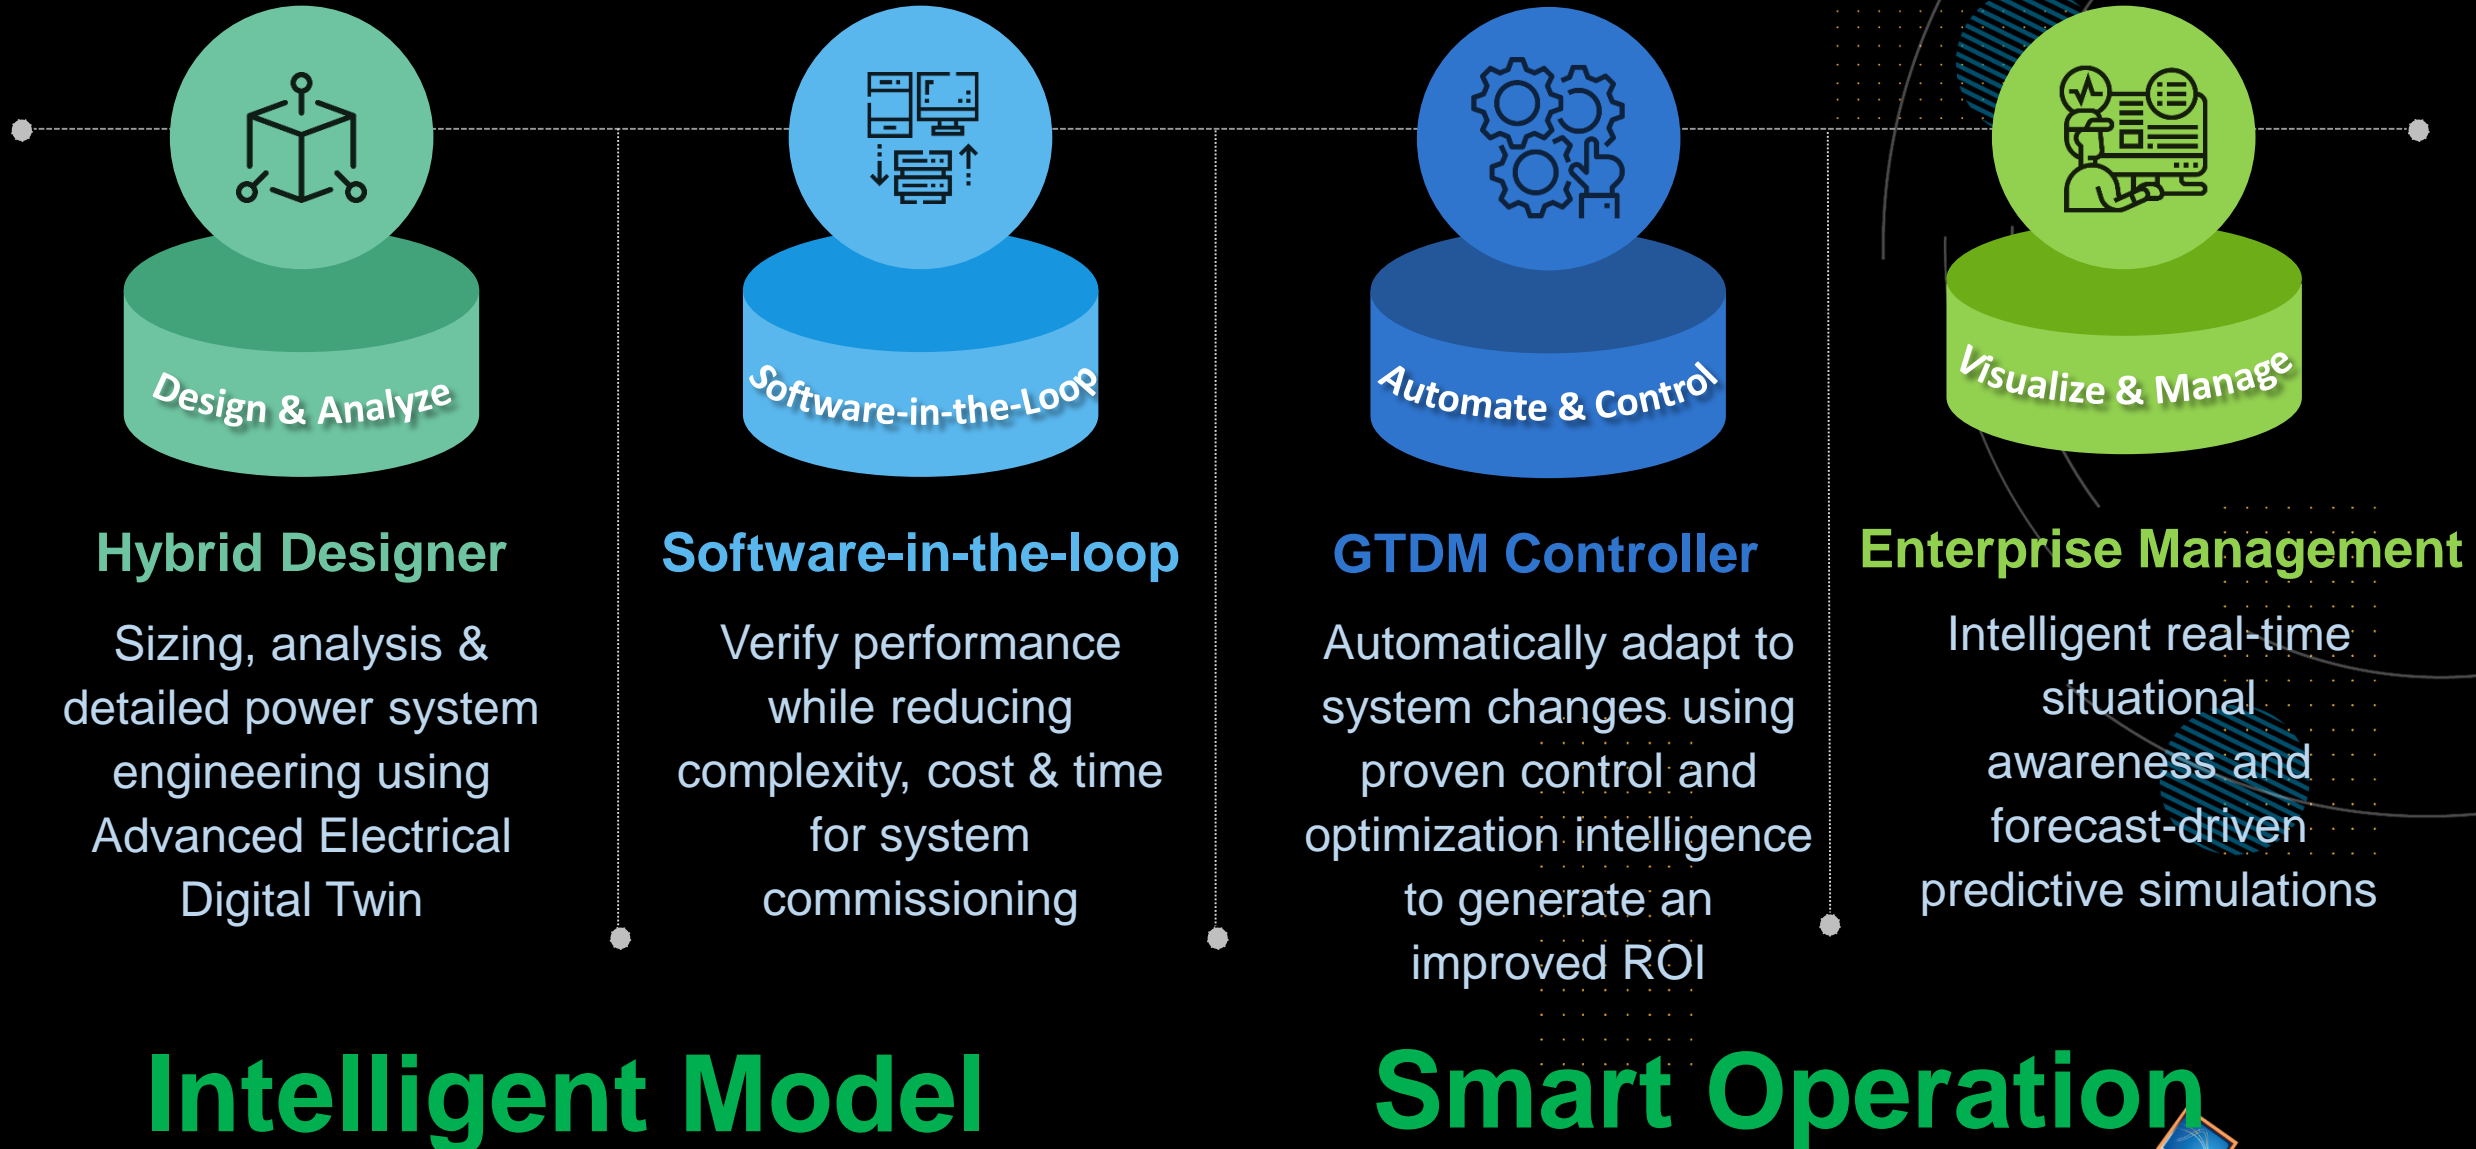 Design & Analyze
Hybrid Designer
Sizing, analysis &
detailed power system
engineering using
Advanced Electrical
Digital Twin
Software-in-the-Loop
Software-in-the-loop
Verify performance
while reducing
complexity, cost & time
for system
commissioning
Automate & Control
GTDM Controller
Automatically adapt to
system changes using
proven control and
optimization intelligence
to generate an
improved ROI
Visualize & Manage
Enterprise Management
Intelligent real-time
situational
awareness and
forecast-driven
predictive simulations
Intelligent Model
Smart Operation